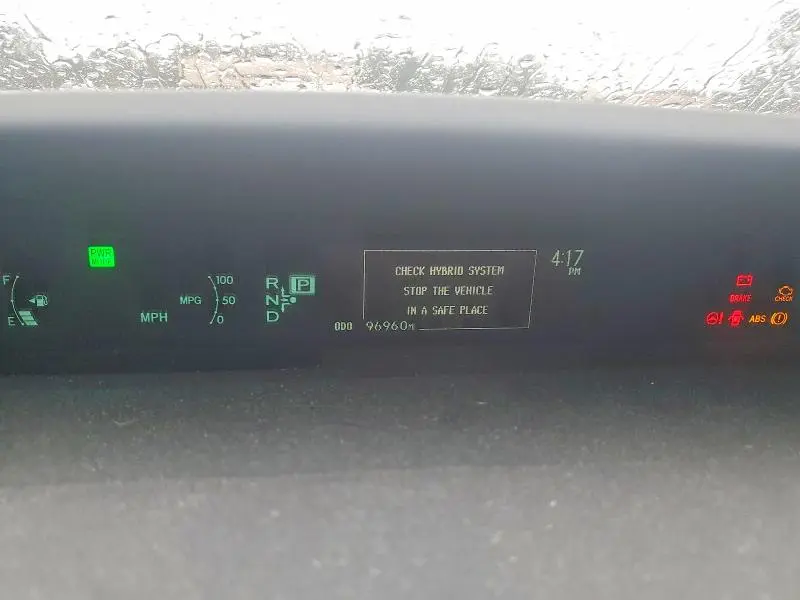 PWR
MODE
F
E
MPH
MPG
100
50
0
R
N
D
P
CHECK HYBRID SYSTEM
STOP THE VEHICLE
IN A SAFE PLACE
ODO 96960MI
4:17
PM
BRAKE
CHECK
ABS